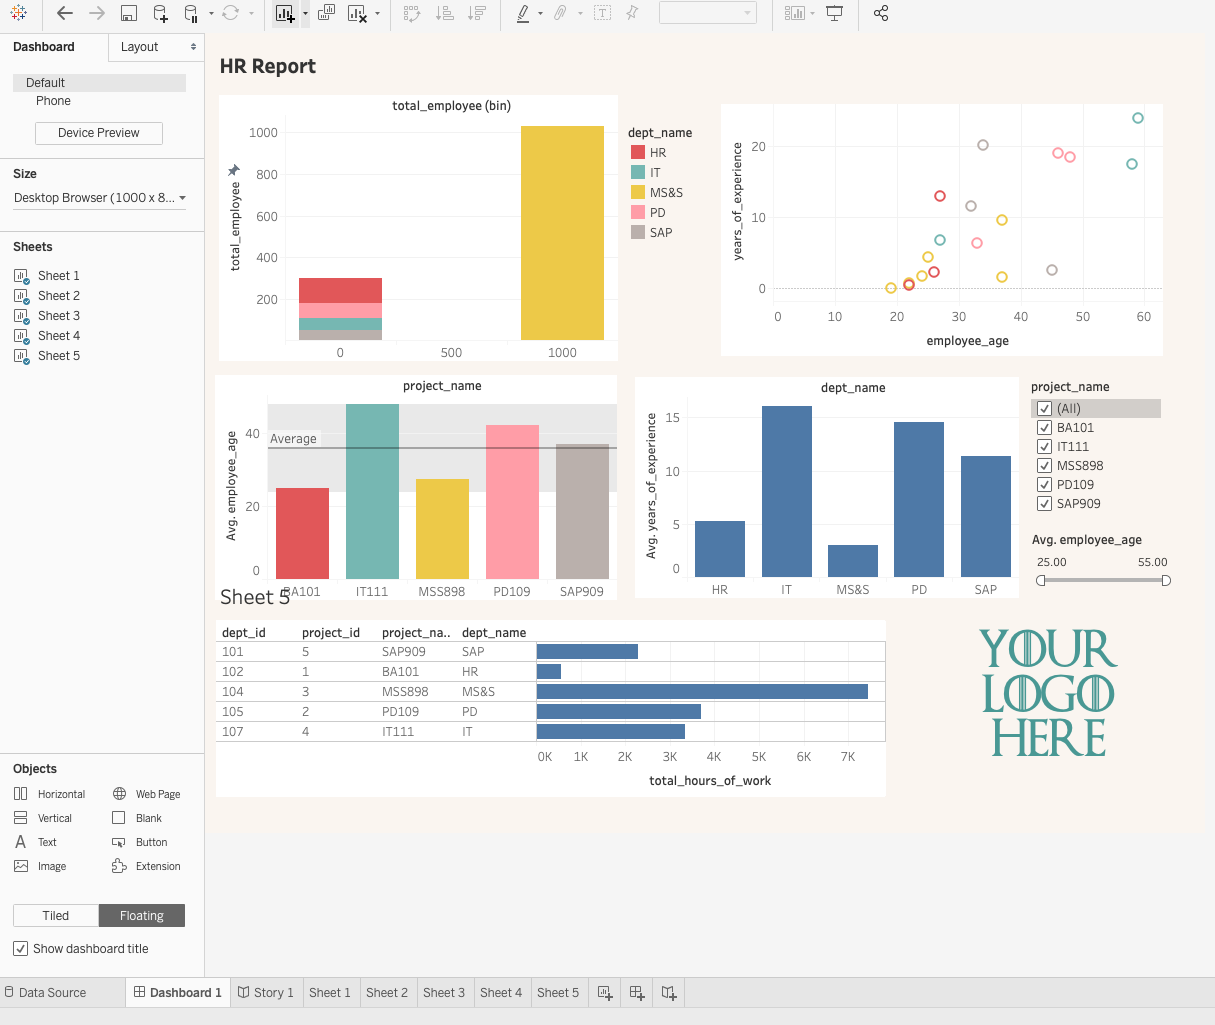 Dashboard
Layout
Default
Phone
Device Preview
Size
Desktop Browser (1000 x 8...
Sheets
Sheet 1
Sheet 2
Sheet 3
Sheet 4
Sheet 5
Objects
Horizontal
Web Page
Vertical
Blank
A Text
Button
Image
Extension
Tiled
Floating
Show dashboard title
HR Report
total_employee (bin)
total_employee
1000
800
600
400
200
0 500 1000
dept_name
HR
IT
MS&S
PD
SAP
years_of_experience
20
10
0
0 10 20 30 40 50 60
employee_age
project_name
Avg. employee_age
40
20
0
Average
BA101 IT111 MSS898 PD109 SAP909
dept_name
Avg. years_of_experience
15
10
5
0
HR IT MS&S PD SAP
project_name
(All)
BA101
IT111
MSS898
PD109
SAP909
Avg. employee_age
25.00 55.00
Sheet 5
dept_id project_id project_na.. dept_name
101 5 SAP909 SAP
102 1 BA101 HR
104 3 MSS898 MS&S
105 2 PD109 PD
107 4 IT111 IT
0K 1K 2K 3K 4K 5K 6K 7K
total_hours_of_work
YOUR
LOGO
HERE
Data Source Dashboard 1 Story 1 Sheet 1 Sheet 2 Sheet 3 Sheet 4 Sheet 5